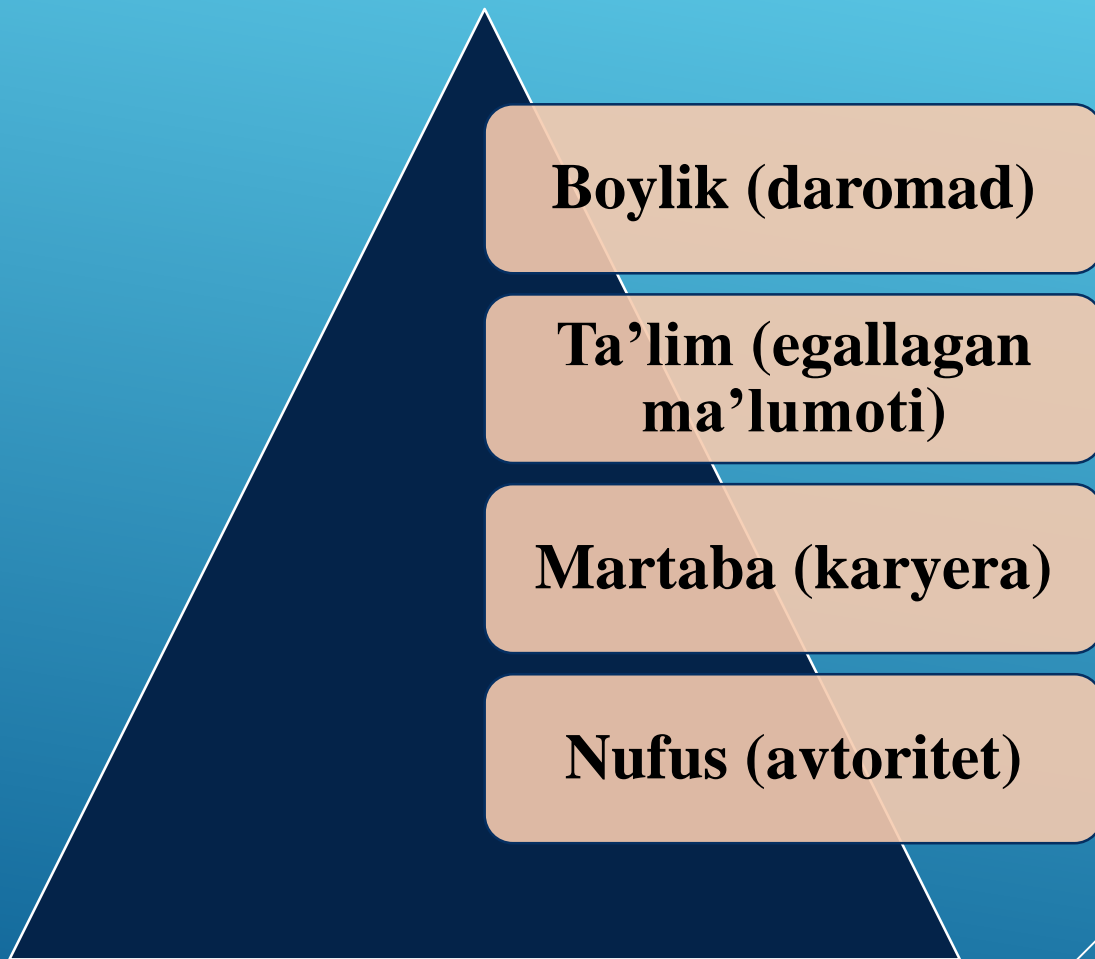 Boylik (daromad)
Ta’lim (egallagan
ma’lumoti)
Martaba (karyera)
Nufus (avtoritet)